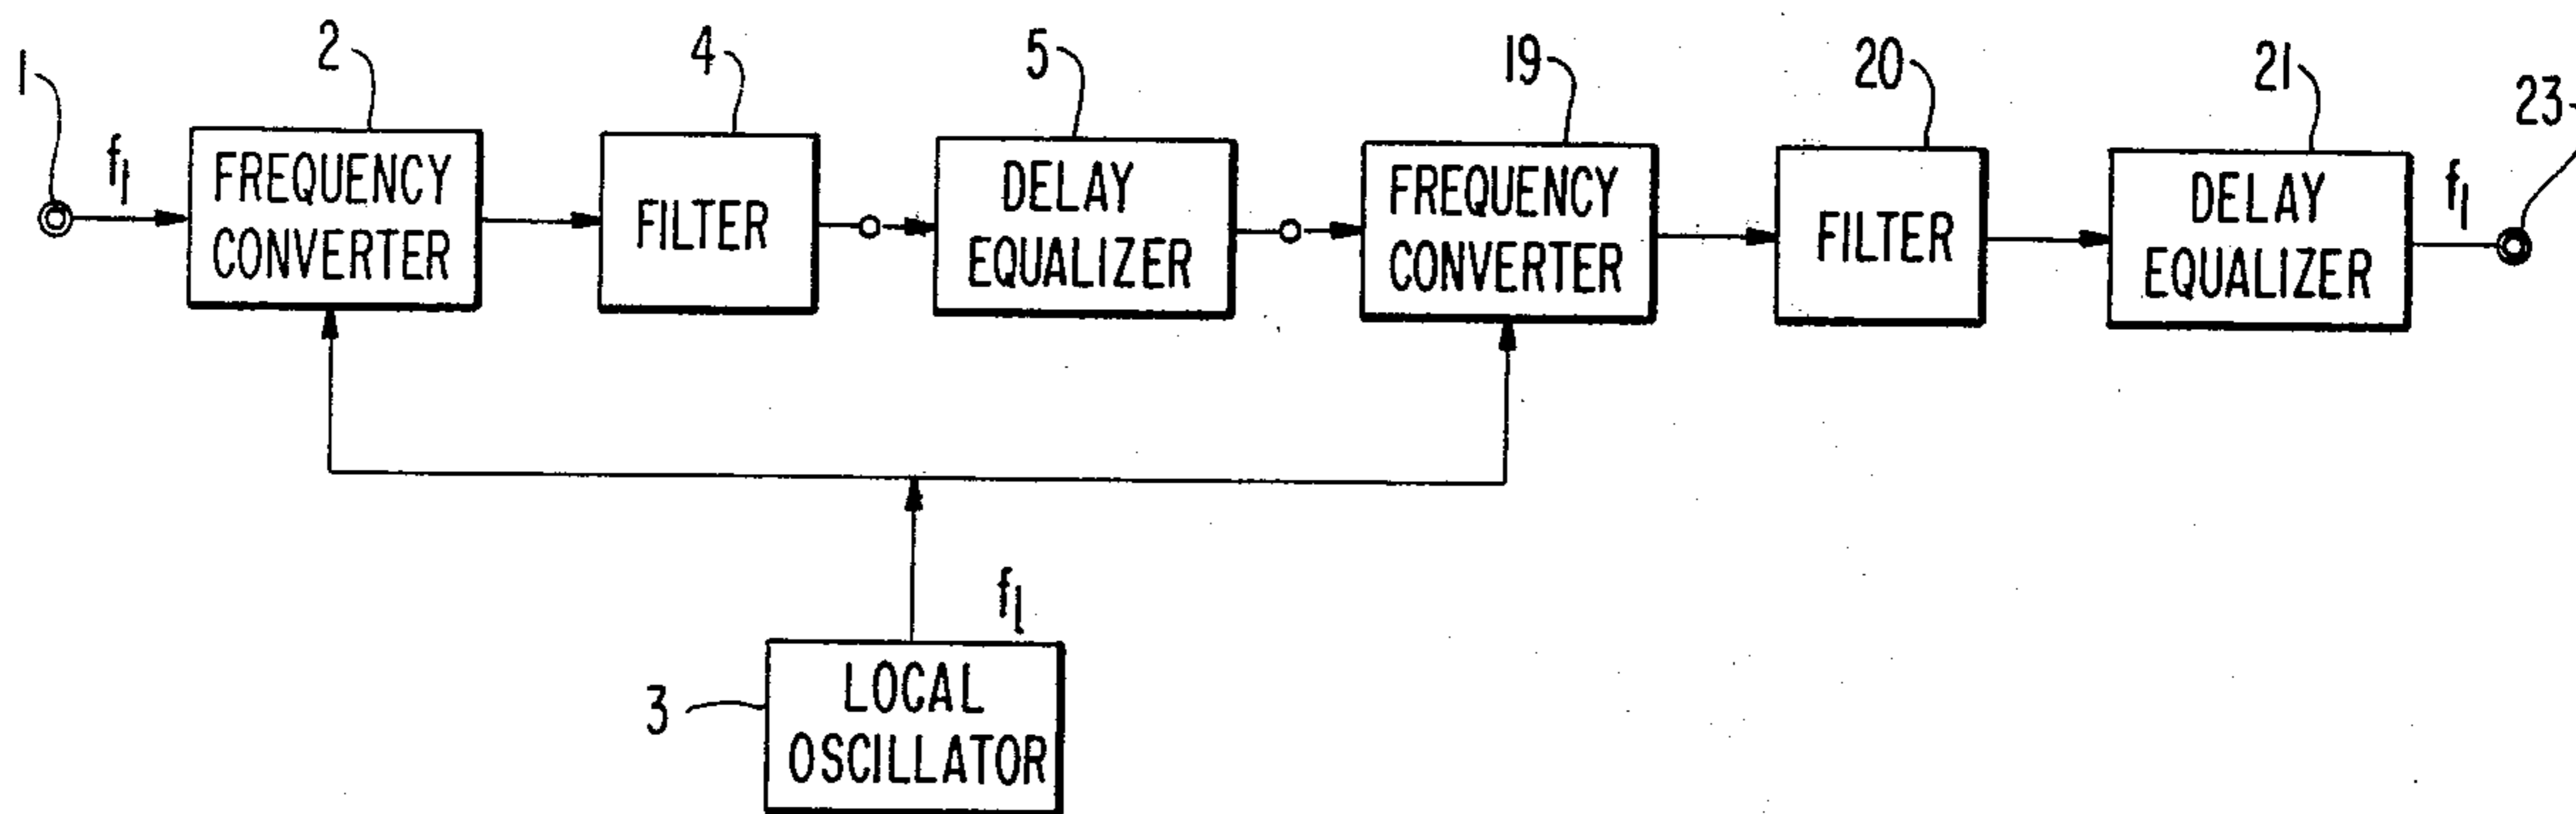 1
2
4
5
19
20
21
23
f1
FREQUENCY
CONVERTER
FILTER
DELAY
EQUALIZER
FREQUENCY
CONVERTER
FILTER
DELAY
EQUALIZER
f1
fL
3
LOCAL
OSCILLATOR